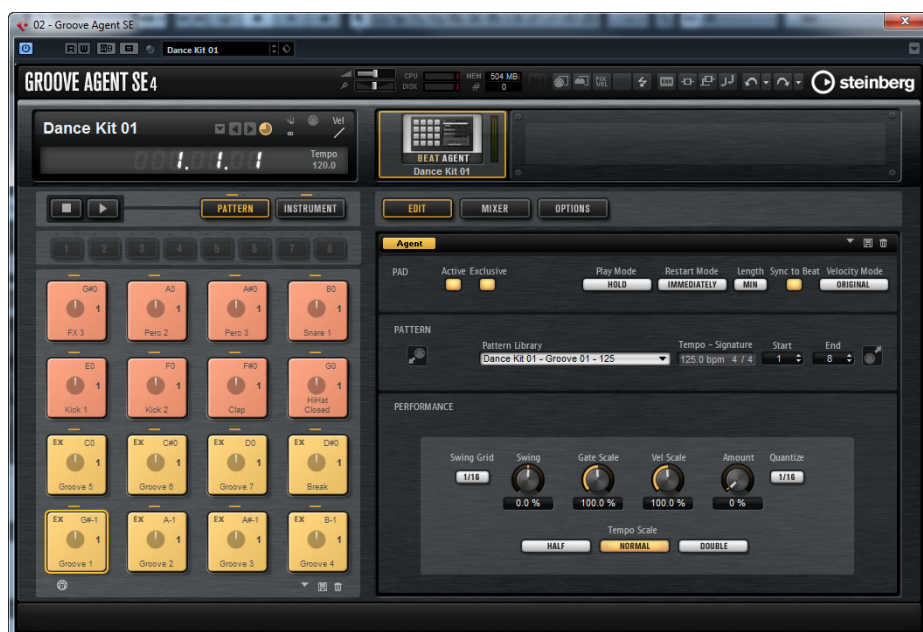 02 - Groove Agent SE
R W
Dance Kit 01
GROOVE AGENT SE4
CPU
DISK
MEM 504 MB
# 0
FIX VEL
steinberg
Dance Kit 01
Vel
1. 1. 1
Tempo
120.0
BEAT AGENT
Dance Kit 01
PATTERN INSTRUMENT
EDIT MIXER OPTIONS
1 2 3 4 5 6 7 8
Agent
PAD Active Exclusive Play Mode Restart Mode Length Sync to Beat Velocity Mode
HOLD IMMEDIATELY MIN ORIGINAL
PATTERN
Pattern Library Tempo - Signature Start End
Dance Kit 01 - Groove 01 - 125 125.0 bpm 4 / 4 1 8
PERFORMANCE
Swing Grid Swing Gate Scale Vel Scale Amount Quantize
1/16 1/16
0.0 % 100.0 % 100.0 % 0 %
Tempo Scale
HALF NORMAL DOUBLE
G#0 A0 A#0 B0
1 1 1 1
FX 3 Perc 2 Perc 3 Snare 1
E0 F0 F#0 G0
1 1 1 1
Kick 1 Kick 2 Clap HiHat Closed
EX C0 EX C#0 EX D0 EX D#0
1 1 1 1
Groove 5 Groove 6 Groove 7 Break
EX G#-1 EX A-1 EX A#-1 EX B-1
1 1 1 1
Groove 1 Groove 2 Groove 3 Groove 4